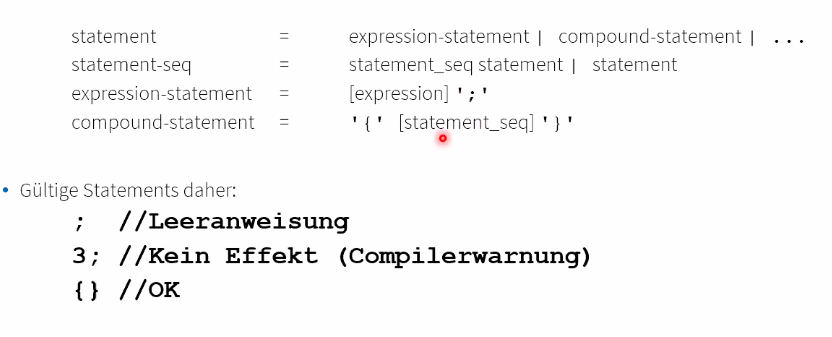 statement = expression-statement | compound-statement | ...
statement-seq = statement_seq statement | statement
expression-statement = [expression] ';'
compound-statement = '{' [statement_seq] '}'
• Gültige Statements daher:
; //Leeranweisung
3; //Kein Effekt (Compilerwarnung)
{} //OK